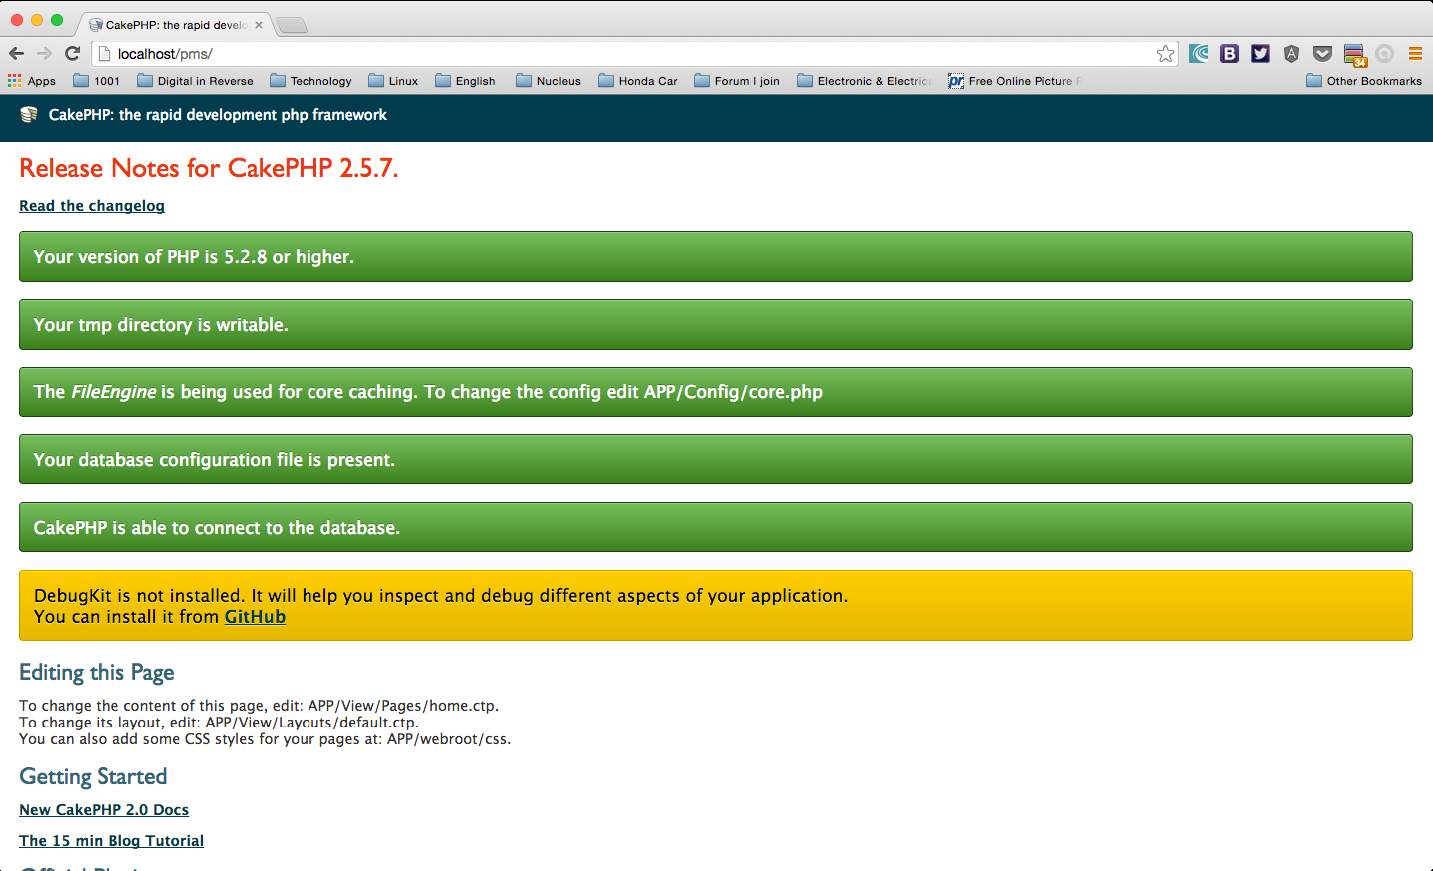 CakePHP: the rapid develo
localhost/pms/
Apps 1001 Digital in Reverse Technology Linux English Nucleus Honda Car Forum I join Electronic & Electric Free Online Picture Other Bookmarks
CakePHP: the rapid development php framework
Release Notes for CakePHP 2.5.7.
Read the changelog
Your version of PHP is 5.2.8 or higher.
Your tmp directory is writable.
The FileEngine is being used for core caching. To change the config edit APP/Config/core.php
Your database configuration file is present.
CakePHP is able to connect to the database.
DebugKit is not installed. It will help you inspect and debug different aspects of your application.
You can install it from GitHub
Editing this Page
To change the content of this page, edit: APP/View/Pages/home.ctp.
To change its layout, edit: APP/View/Layouts/default.ctp.
You can also add some CSS styles for your pages at: APP/webroot/css.
Getting Started
New CakePHP 2.0 Docs
The 15 min Blog Tutorial